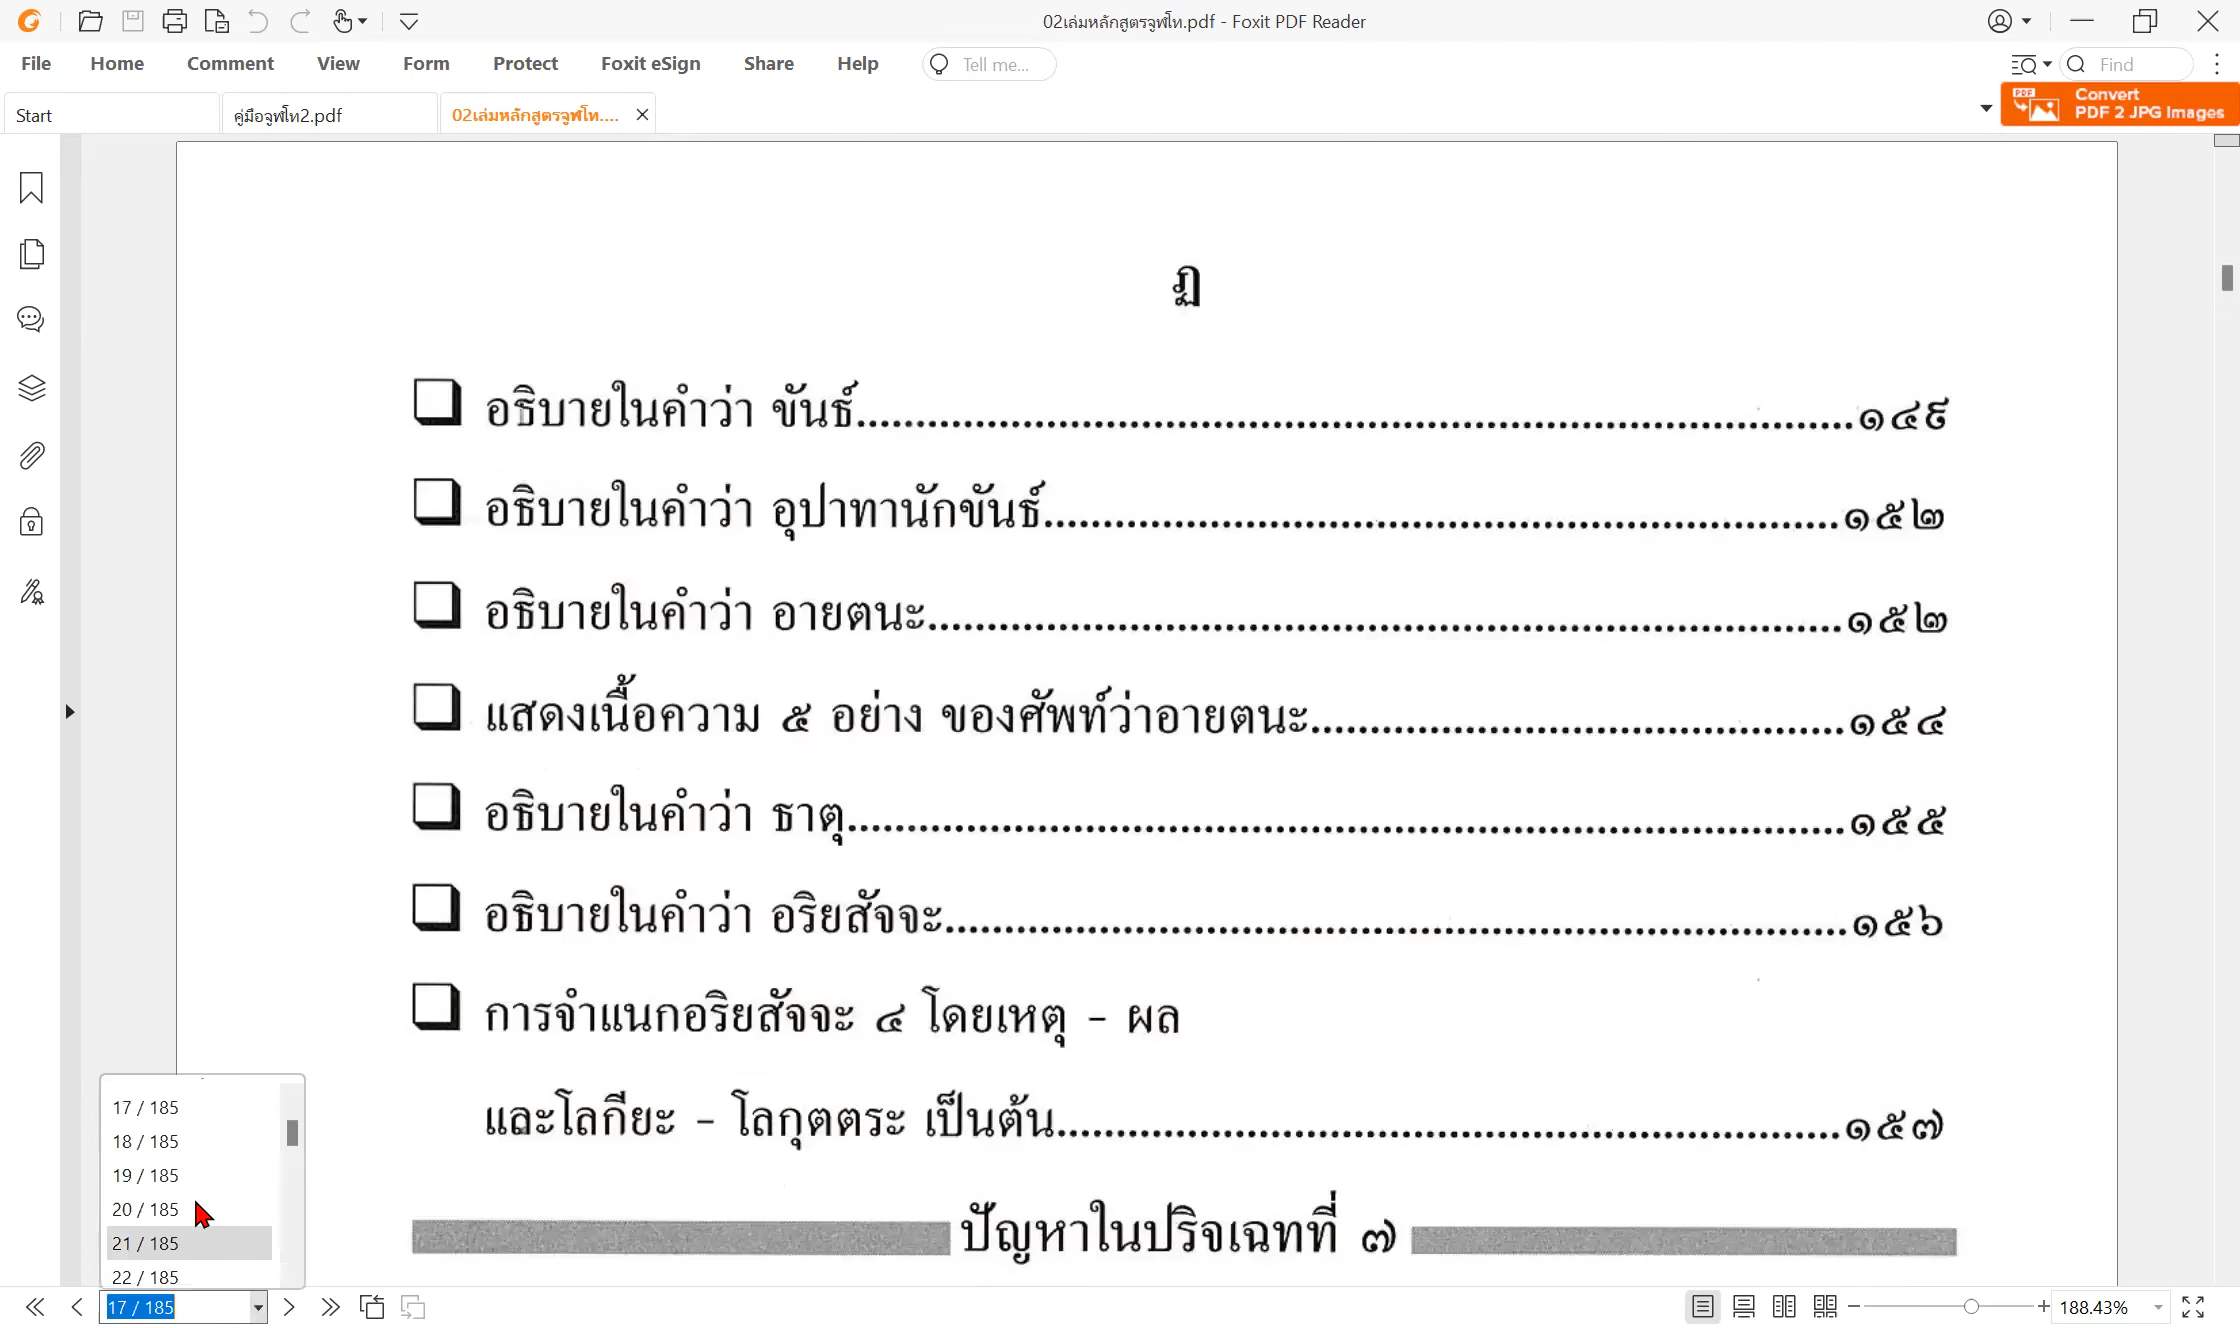 02เล่มหลักสูตรจูฬโท.pdf - Foxit PDF Reader
File Home Comment View Form Protect Foxit eSign Share Help Tell me... Find
Start คู่มือจูฬโท2.pdf 02เล่มหลักสูตรจูฬโท.... Convert
PDF PDF 2 JPG Images
ฏ
อธิบายในคำว่า ขันธ์...........๑๔๕
อธิบายในคำว่า อุปาทานักขันธ์...........๑๕๒
อธิบายในคำว่า อายตนะ...........๑๕๒
แสดงเนื้อความ ๕ อย่าง ของศัพท์ว่าอายตนะ...........๑๕๔
อธิบายในคำว่า ธาตุ...........๑๕๕
อธิบายในคำว่า อริยสัจจะ...........๑๕๖
การจำแนกอริยสัจจะ ๔ โดยเหตุ - ผล
และโลกียะ - โลกุตตระ เป็นต้น...........๑๕๗
ปัญหาในปริจเฉทที่ ๗
17 / 185
18 / 185
19 / 185
20 / 185
21 / 185
22 / 185
17 / 185 188.43%